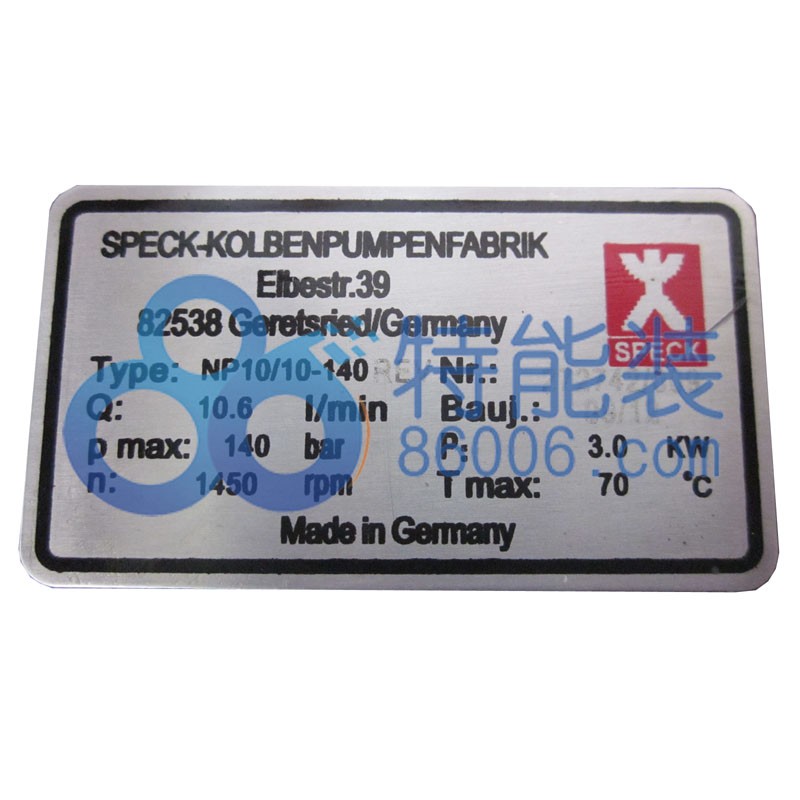 SPECK-KOLBENPUMPENFABRIK
Elbestr.39
82538 Geretsried/Germany
SPECK
Type: NP10/10-140 RE Nr.:
Q: 10.6 l/min Bauj.:
p max: 140 bar P: 3.0 KW
n: 1450 rpm T max: 70 °C
Made in Germany
特能装
86006.com